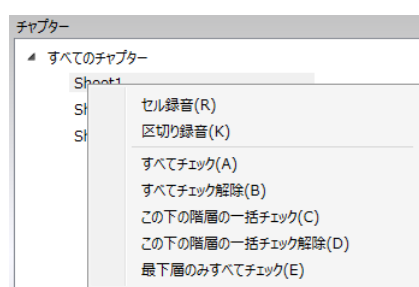 チャプター
すべてのチャプター
Sheet1
セル録音(R)
区切り録音(K)
すべてチェック(A)
すべてチェック解除(B)
この下の階層の一括チェック(C)
この下の階層の一括チェック解除(D)
最下層のみすべてチェック(E)